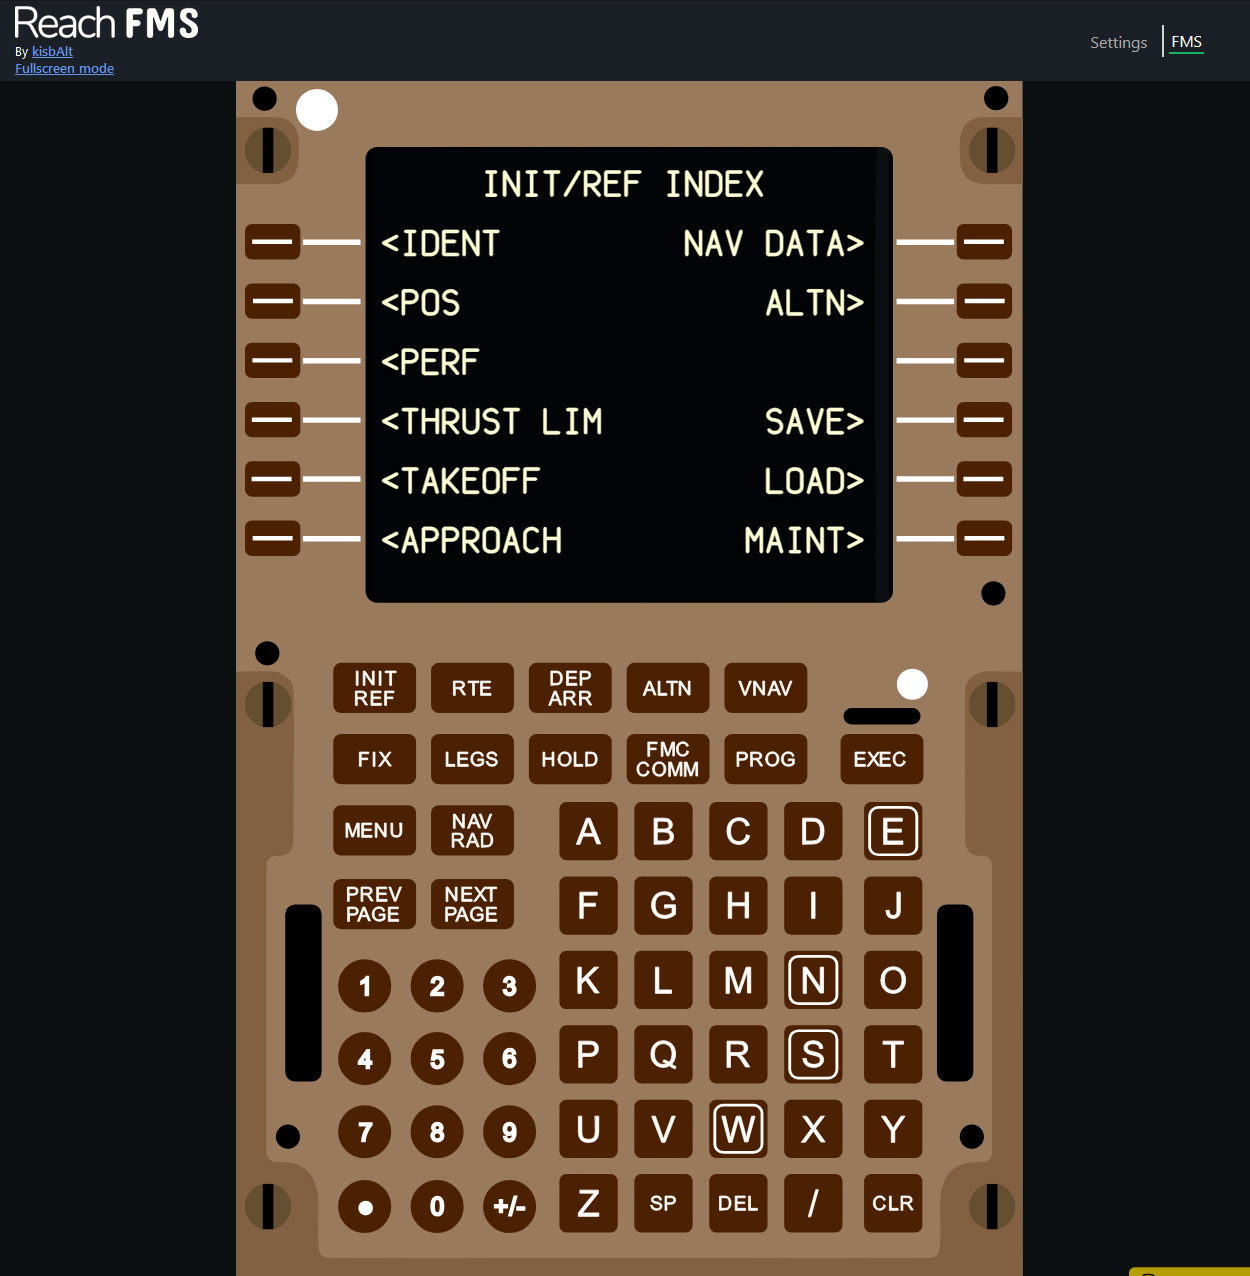 Reach FMS
By kisbAlt
Fullscreen mode
Settings
FMS
INIT/REF INDEX
<IDENT NAV DATA>
<POS ALTN>
<PERF
<THRUST LIM SAVE>
<TAKEOFF LOAD>
<APPROACH MAINT>
INIT REF
RTE
DEP ARR
ALTN
VNAV
FIX
LEGS
HOLD
FMC COMM
PROG
EXEC
MENU
NAV RAD
A B C D E
PREV PAGE
NEXT PAGE
F G H I J
1 2 3
K L M N O
4 5 6
P Q R S T
7 8 9
U V W X Y
0 +/-
Z SP DEL / CLR